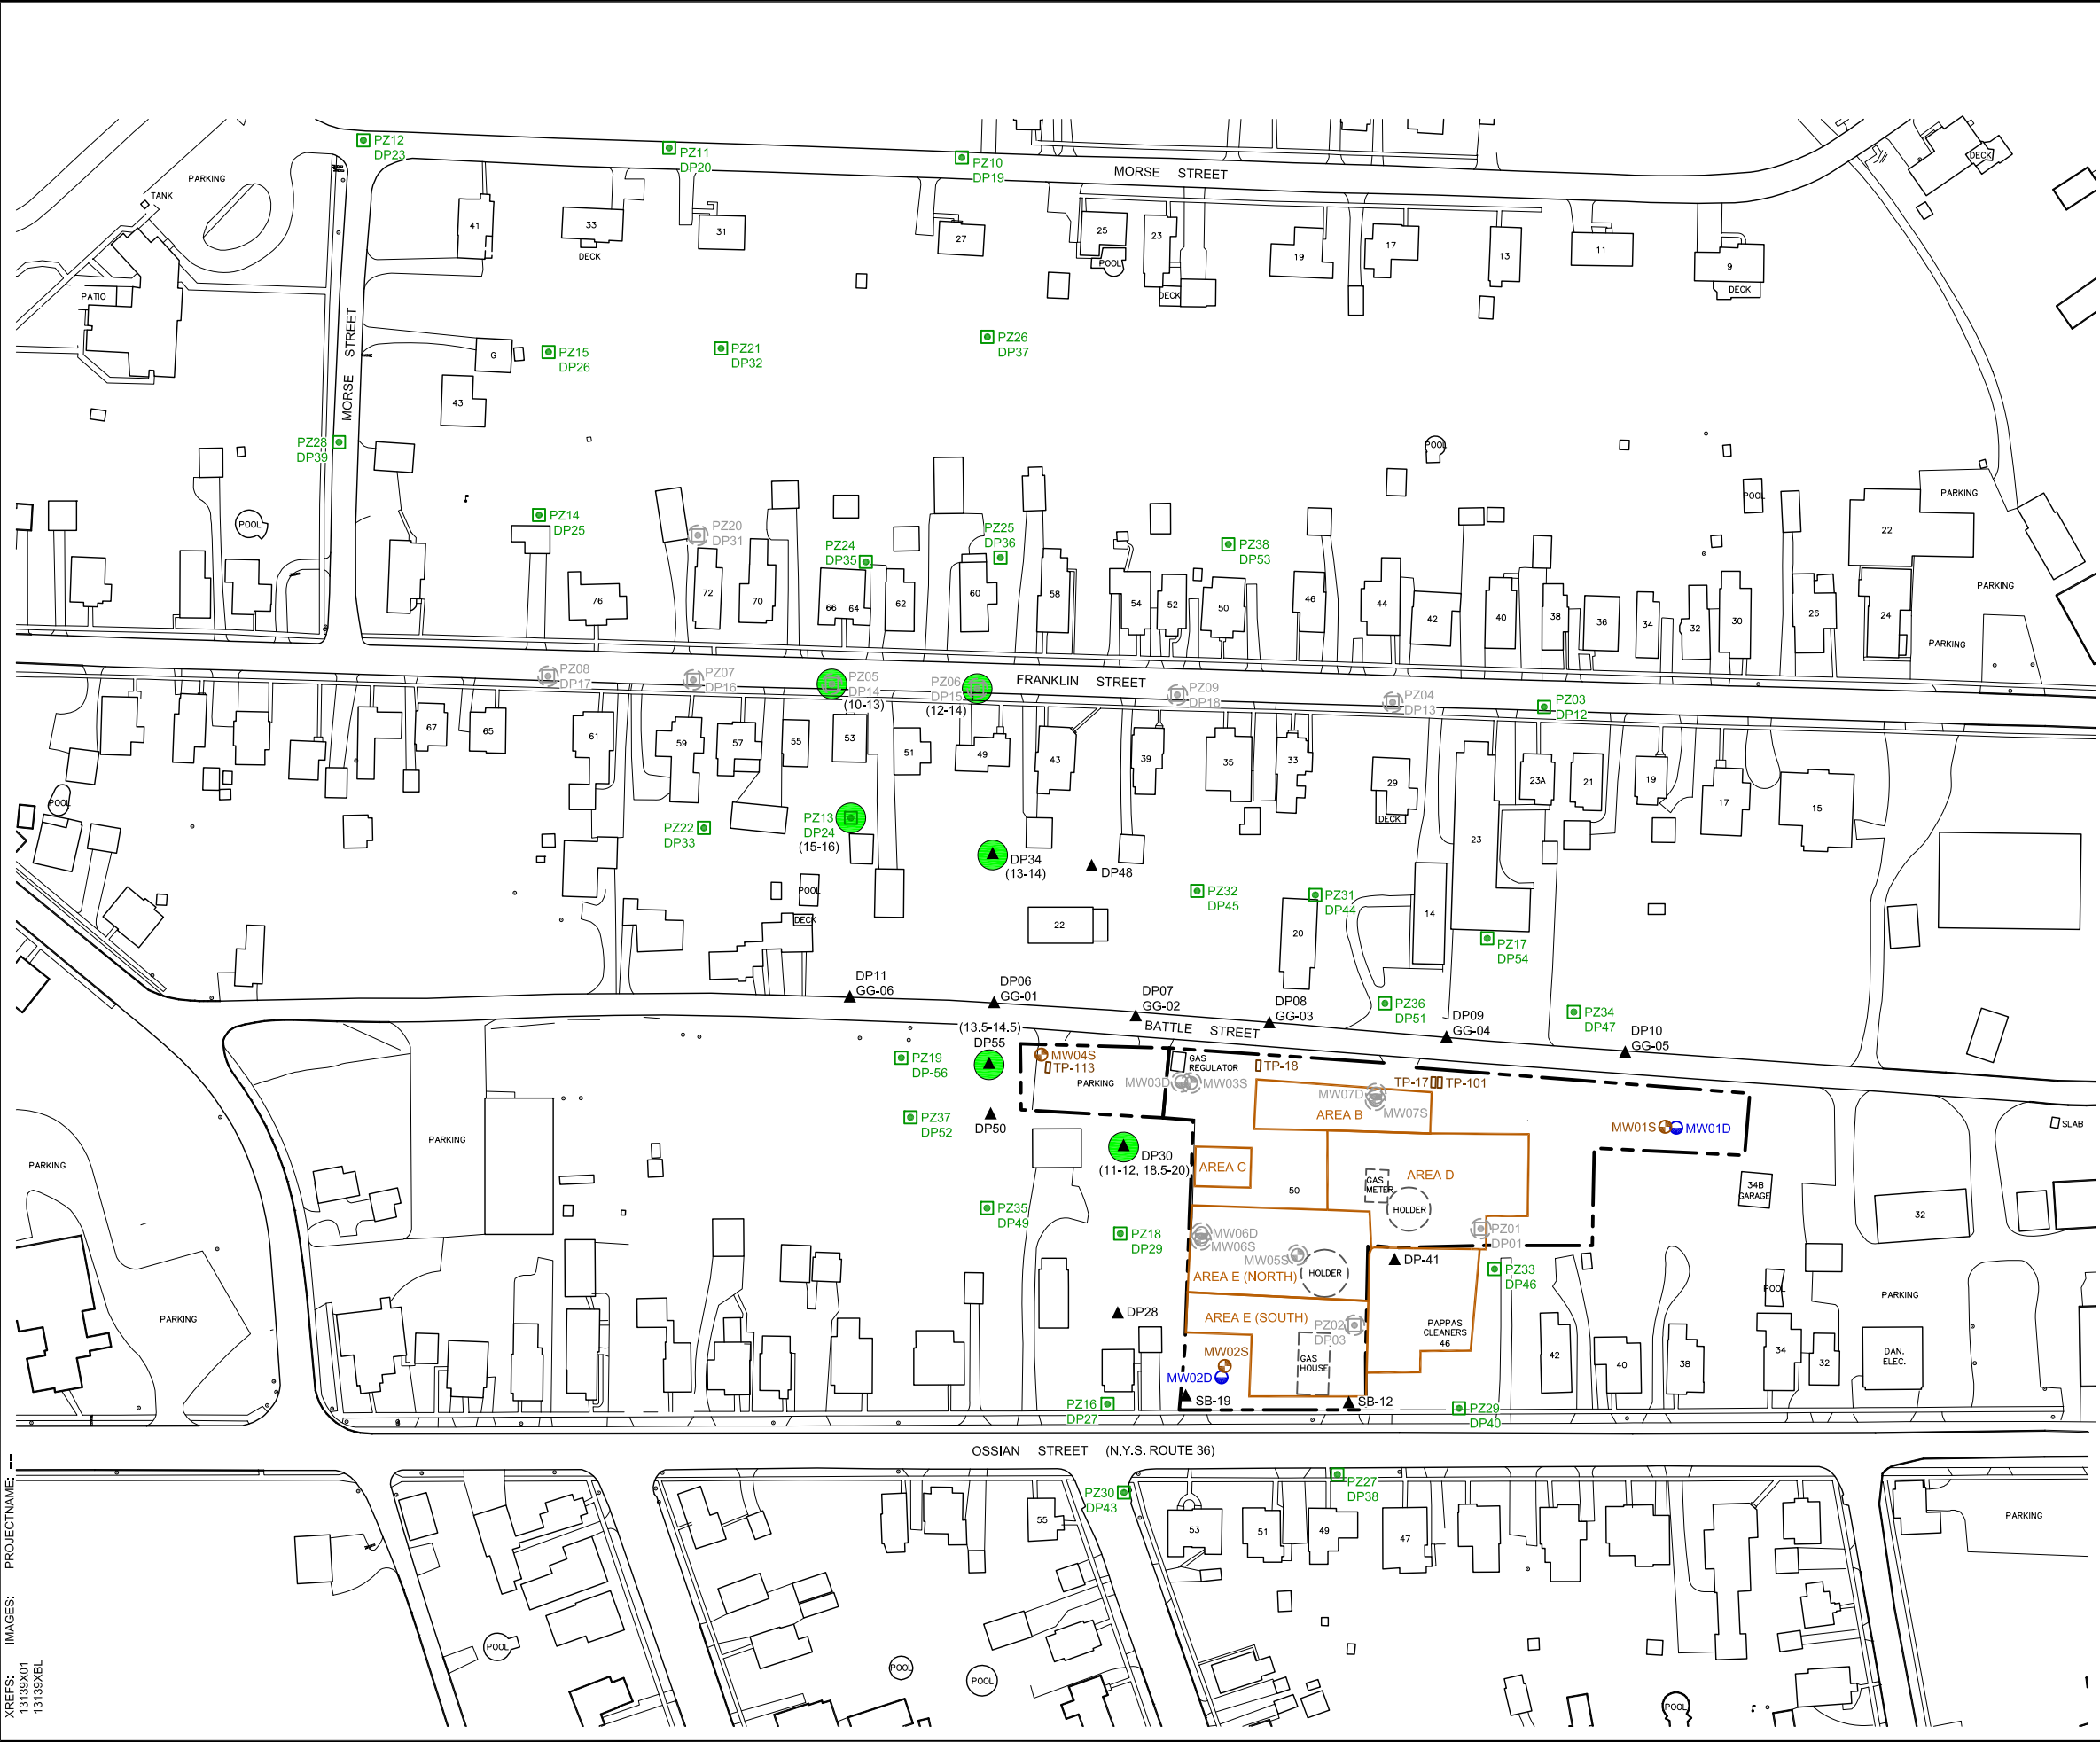 PZ12
DP23
PZ11
DP20
PZ10
DP19
MORSE STREET
DECK
PARKING
TANK
41
33
DECK
31
27
25
POOL
23
DECK
19
17
13
11
9
DECK
PATIO
MORSE STREET
G
43
PZ15
DP26
PZ21
DP32
PZ26
DP37
PZ28
DP39
POOL
POOL
PARKING
POOL
PZ14
DP25
PZ20
DP31
PZ24
DP35
PZ25
DP36
PZ38
DP53
22
PARKING
76
72
70
66
64
62
60
58
54
52
50
46
44
42
40
38
36
34
32
30
26
24
PARKING
PZ08
DP17
PZ07
DP16
PZ05
DP14
(10-13)
PZ06
DP15
(12-14)
FRANKLIN STREET
PZ09
DP18
PZ04
DP13
PZ03
DP12
67
65
61
59
57
55
53
51
49
43
39
35
33
29
DECK
23
23A
21
19
17
15
POOL
PZ22
DP33
PZ13
DP24
(15-16)
DP34
(13-14)
DP48
POOL
DECK
22
PZ32
DP45
PZ31
DP44
20
14
PZ17
DP54
DP11
GG-06
DP06
GG-01
DP07
GG-02
DP08
GG-03
PZ36
DP51
DP09
GG-04
PZ34
DP47
DP10
GG-05
BATTLE STREET
(13.5-14.5)
DP55
PZ19
DP-56
MW04S
TP-113
PARKING
GAS
REGULATOR
MW03D
MW03S
TP-18
TP-17
TP-101
MW07D
MW07S
AREA B
PZ37
DP52
DP50
MW01S
MW01D
SLAB
PARKING
PARKING
DP30
(11-12, 18.5-20)
AREA C
50
AREA D
GAS
METER
HOLDER
34B
GARAGE
32
PZ35
DP49
PZ18
DP29
MW06D
MW06S
MW05S
HOLDER
AREA E (NORTH)
PZ01
DP01
DP-41
PZ33
DP46
PARKING
DP28
AREA E (SOUTH)
PZ02
DP03
PAPPAS
CLEANERS
46
POOL
PARKING
MW02S
MW02D
GAS
HOUSE
42
40
38
34
32
DAN.
ELEC.
PZ16
DP27
SB-19
SB-12
PZ29
DP40
OSSIAN STREET (N.Y.S. ROUTE 36)
PZ30
DP43
PZ27
DP38
55
53
51
49
47
PARKING
POOL
POOL
POOL
POOL
XREFS:
13139X01
13139XBL
IMAGES:
PROJECTNAME: ---